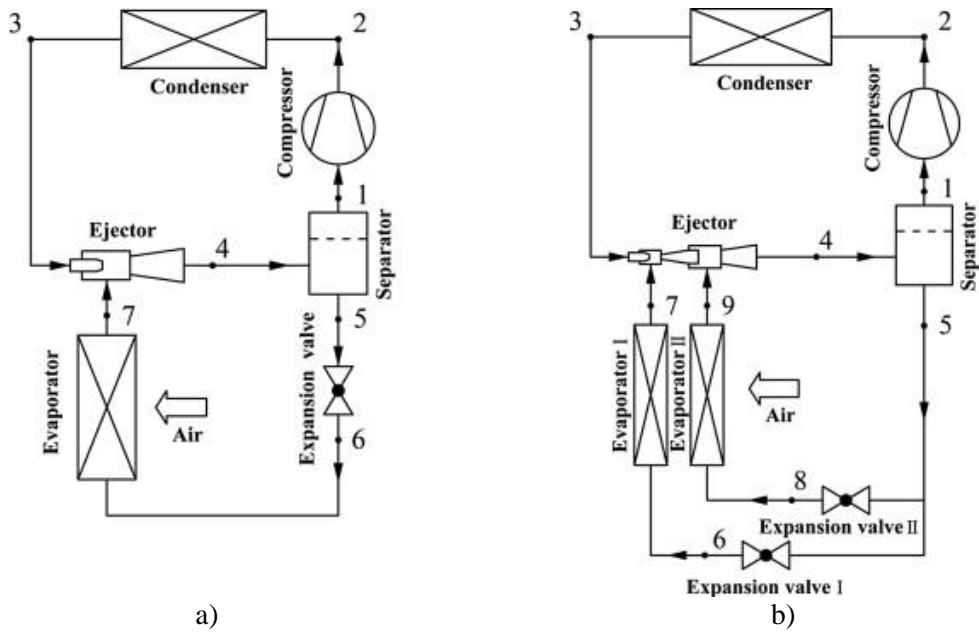 3
2
Condenser
Compressor
1
Ejector
4
Separator
7
5
Evaporator
Air
Expansion valve
6
a)
3
2
Condenser
Compressor
1
Ejector
4
Separator
7
9
5
Evaporator Ⅰ
Evaporator Ⅱ
Air
8
Expansion valve Ⅱ
6
Expansion valve Ⅰ
b)